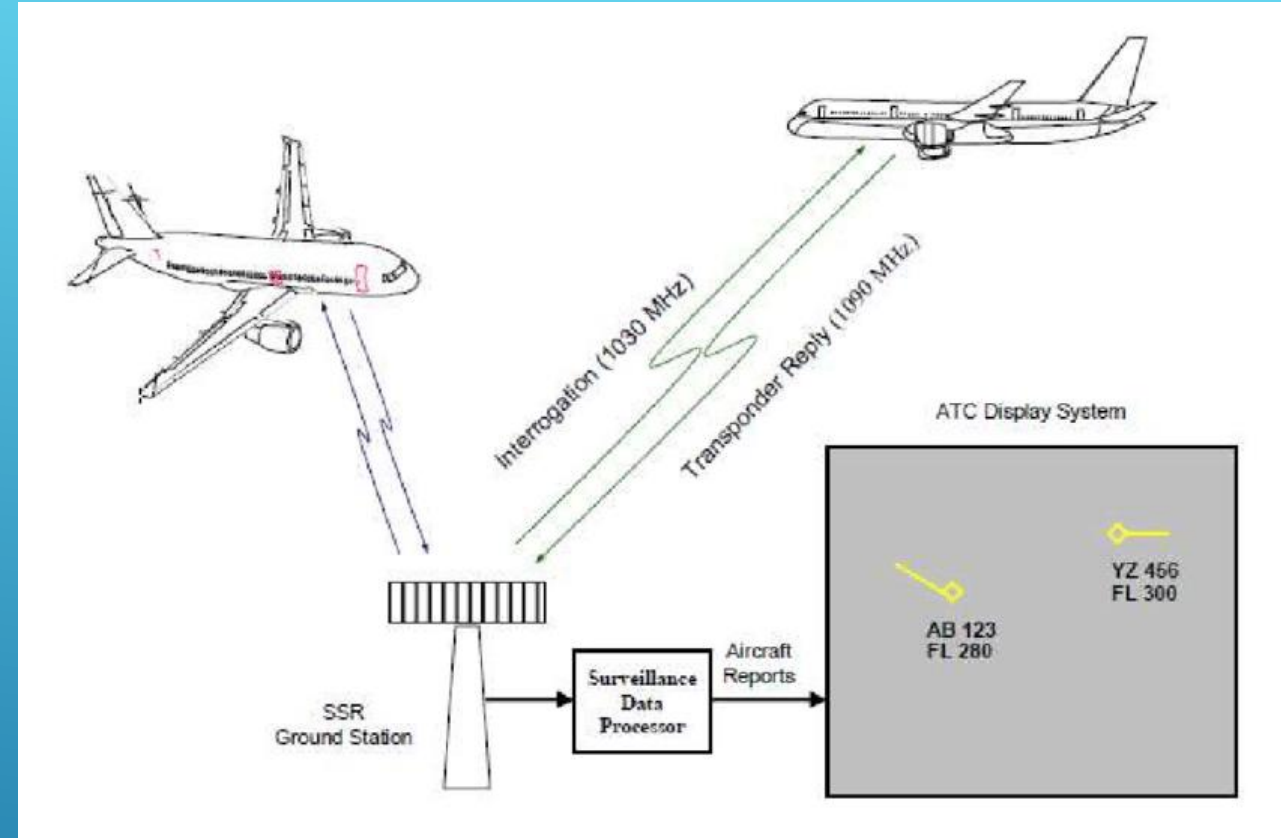 Interrogation (1030 MHz)
Transponder Reply (1090 MHz)
ATC Display System
YZ 456
FL 300
AB 123
FL 280
Aircraft
Reports
Surveillance
Data
Processor
SSR
Ground Station